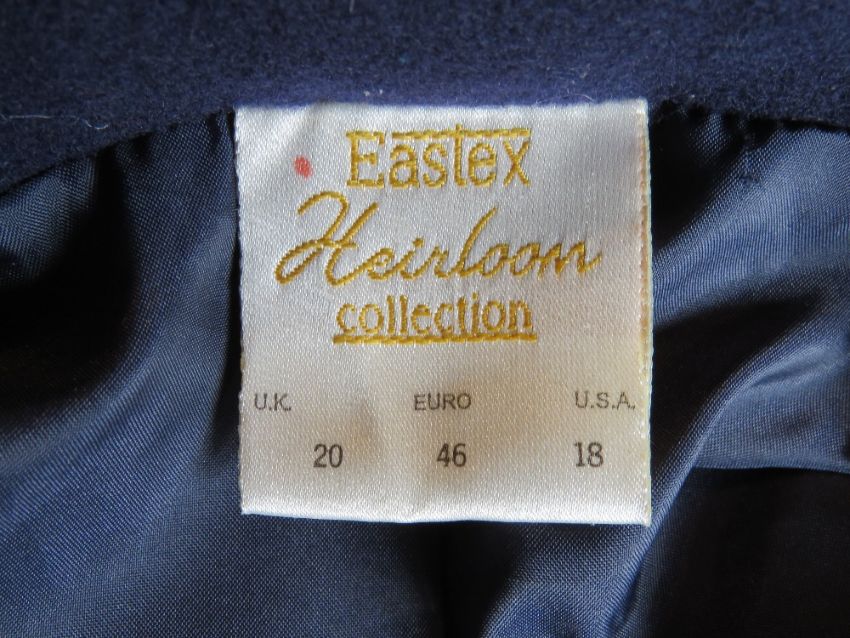 Eastex
Heirloom
collection
U.K. EURO U.S.A.
20 46 18